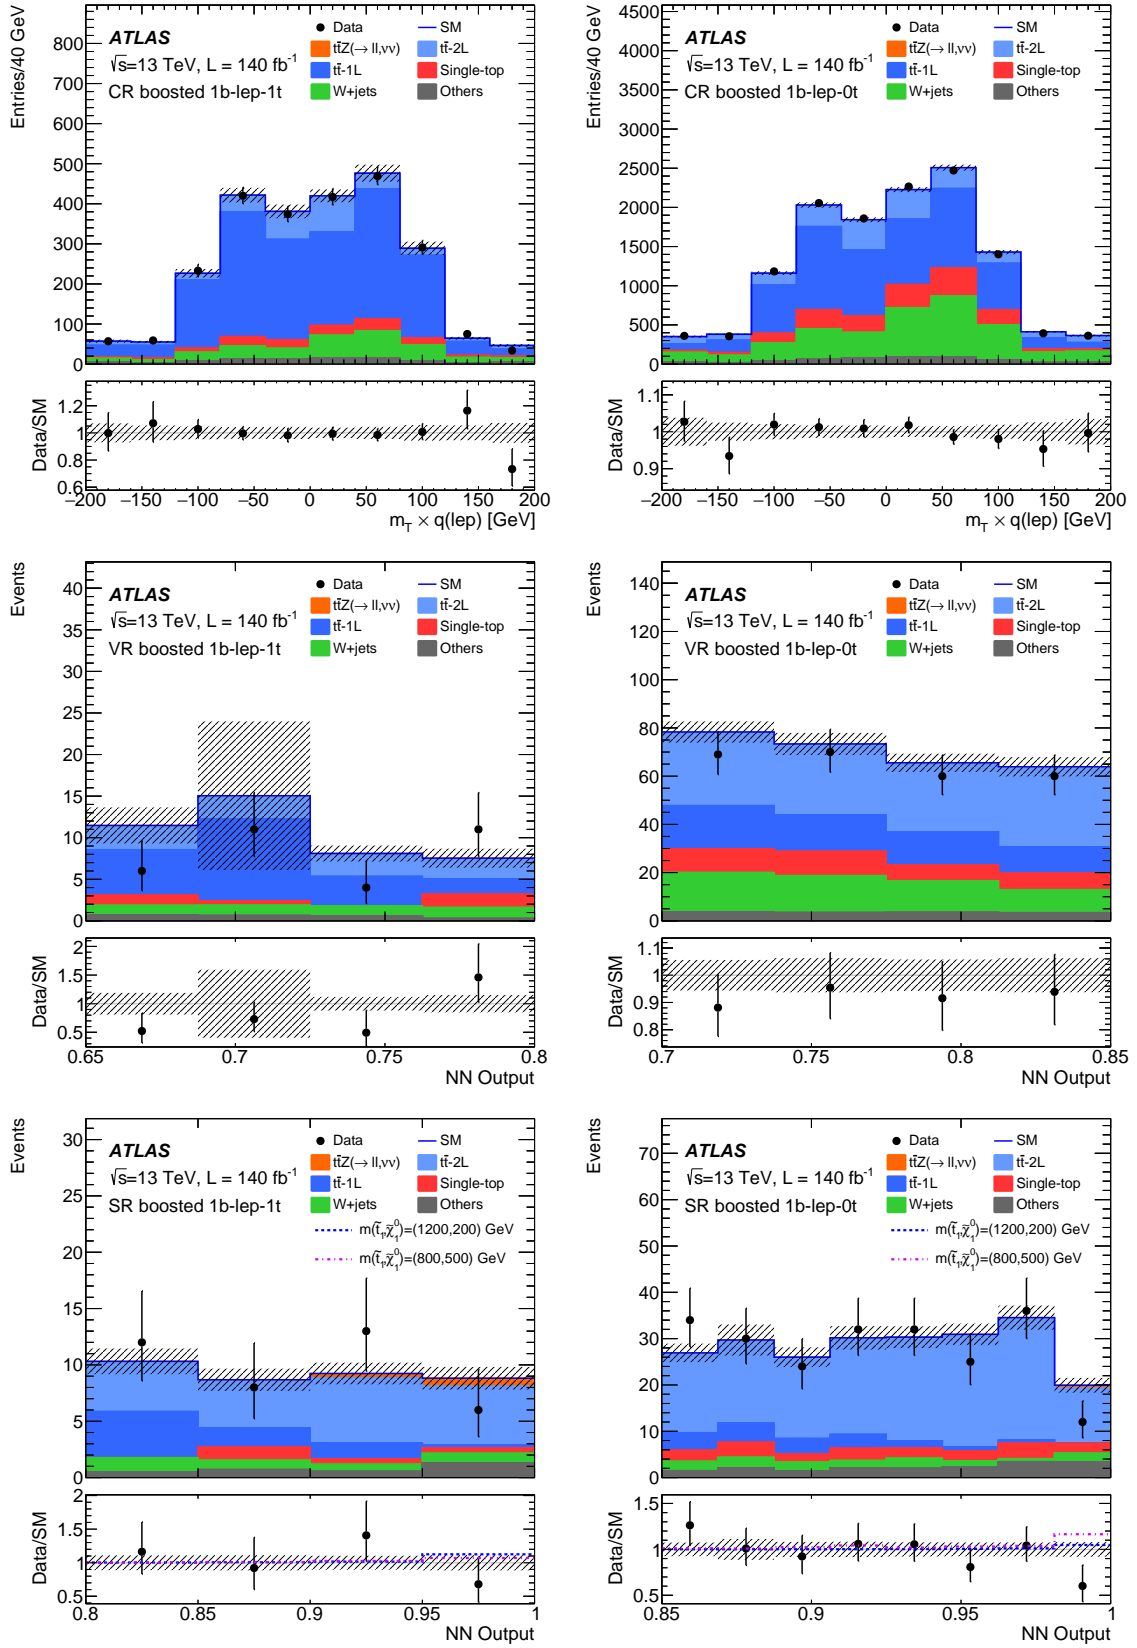 Entries/40 GeV
ATLAS
√s=13 TeV, L = 140 fb⁻¹
CR boosted 1b-lep-1t
Data
SM
tt̄Z(→ ll,νν)
tt̄-2L
tt̄-1L
Single-top
W+jets
Others
800
700
600
500
400
300
200
100
0
Data/SM
1.2
1
0.8
0.6
−200 −150 −100 −50 0 50 100 150 200
m_T × q(lep) [GeV]
Entries/40 GeV
ATLAS
√s=13 TeV, L = 140 fb⁻¹
CR boosted 1b-lep-0t
Data
SM
tt̄Z(→ ll,νν)
tt̄-2L
tt̄-1L
Single-top
W+jets
Others
4500
4000
3500
3000
2500
2000
1500
1000
500
0
Data/SM
1.1
1
0.9
−200 −150 −100 −50 0 50 100 150 200
m_T × q(lep) [GeV]
Events
ATLAS
√s=13 TeV, L = 140 fb⁻¹
VR boosted 1b-lep-1t
Data
SM
tt̄Z(→ ll,νν)
tt̄-2L
tt̄-1L
Single-top
W+jets
Others
40
35
30
25
20
15
10
5
0
Data/SM
2
1.5
1
0.5
0.65 0.7 0.75 0.8
NN Output
Events
ATLAS
√s=13 TeV, L = 140 fb⁻¹
VR boosted 1b-lep-0t
Data
SM
tt̄Z(→ ll,νν)
tt̄-2L
tt̄-1L
Single-top
W+jets
Others
140
120
100
80
60
40
20
0
Data/SM
1.1
1
0.9
0.8
0.7 0.75 0.8 0.85
NN Output
Events
ATLAS
√s=13 TeV, L = 140 fb⁻¹
SR boosted 1b-lep-1t
Data
SM
tt̄Z(→ ll,νν)
tt̄-2L
tt̄-1L
Single-top
W+jets
Others
m(t̃₁,χ̃₁⁰)=(1200,200) GeV
m(t̃₁,χ̃₁⁰)=(800,500) GeV
30
25
20
15
10
5
0
Data/SM
2
1.5
1
0.5
0.8 0.85 0.9 0.95 1
NN Output
Events
ATLAS
√s=13 TeV, L = 140 fb⁻¹
SR boosted 1b-lep-0t
Data
SM
tt̄Z(→ ll,νν)
tt̄-2L
tt̄-1L
Single-top
W+jets
Others
m(t̃₁,χ̃₁⁰)=(1200,200) GeV
m(t̃₁,χ̃₁⁰)=(800,500) GeV
70
60
50
40
30
20
10
0
Data/SM
1.5
1
0.5
0.85 0.9 0.95 1
NN Output